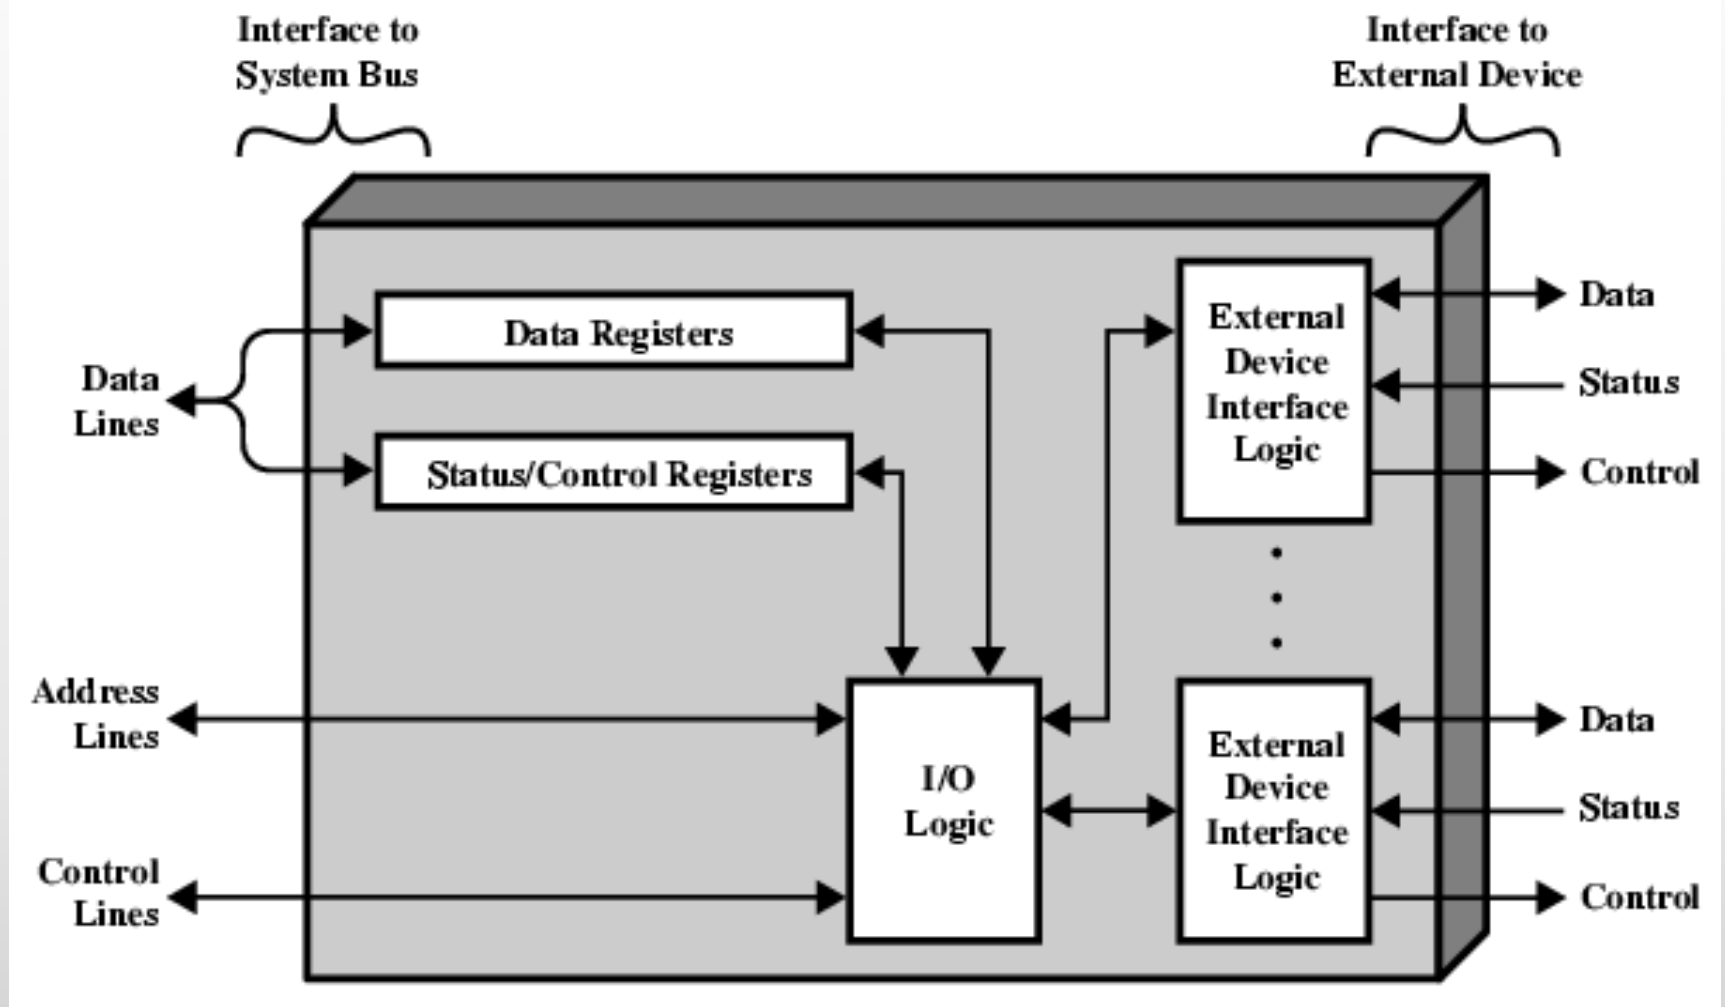 Interface to
System Bus
Interface to
External Device
Data Registers
Status/Control Registers
Data
Lines
Address
Lines
Control
Lines
I/O
Logic
External
Device
Interface
Logic
Data
Status
Control
External
Device
Interface
Logic
Data
Status
Control